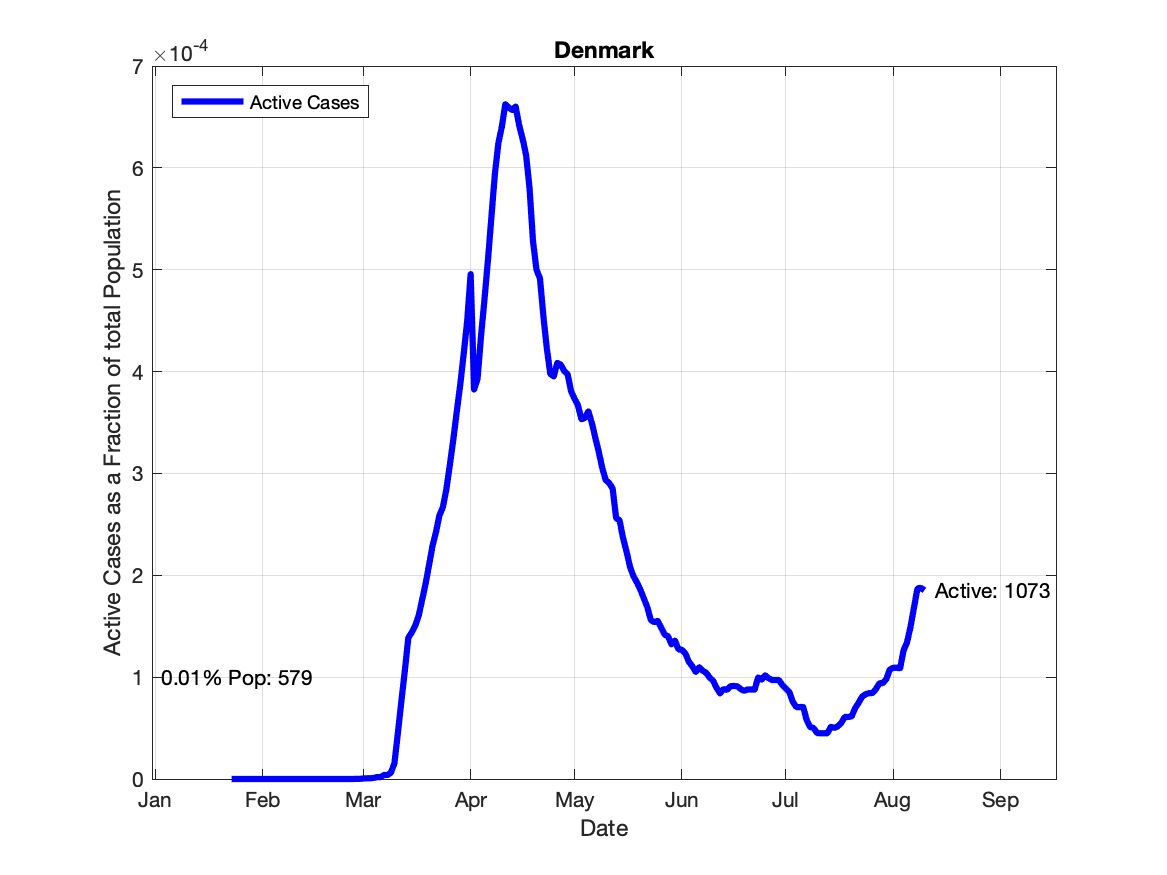 Denmark
×10-4
Active Cases
7
6
5
4
3
2
1
0
Active Cases as a Fraction of total Population
0.01% Pop: 579
Active: 1073
Jan Feb Mar Apr May Jun Jul Aug Sep
Date